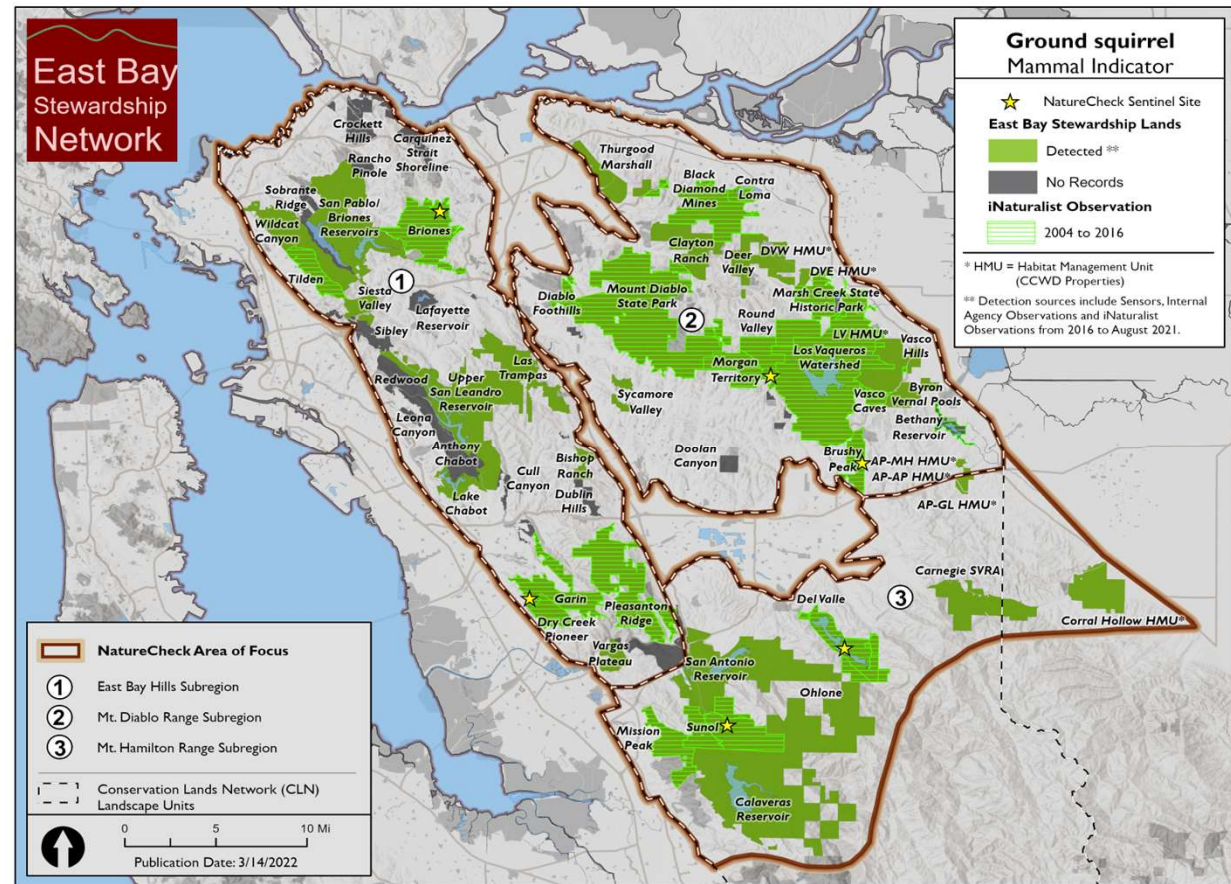 East Bay
Stewardship
Network
Ground squirrel
Mammal Indicator
NatureCheck Sentinel Site
East Bay Stewardship Lands
Detected **
No Records
iNaturalist Observation
2004 to 2016
* HMU = Habitat Management Unit
(CCWD Properties)
** Detection sources include Sensors, Internal
Agency Observations and iNaturalist
Observations from 2016 to August 2021.
Crockett
Hills
Carquinez
Strait
Shoreline
Rancho
Pinole
Sobrante
Ridge
San Pablo/
Briones
Reservoirs
Wildcat
Canyon
Briones
Tilden
1
Siesta
Valley
Lafayette
Reservoir
Sibley
Redwood
Upper
San Leandro
Reservoir
Las
Trampas
Leona
Canyon
Anthony
Chabot
Lake
Chabot
Cull
Canyon
Bishop
Ranch
Dublin
Hills
Garin
Dry Creek
Pioneer
Pleasanton
Ridge
Vargas
Plateau
Thurgood
Marshall
Black
Diamond
Mines
Contra
Loma
Clayton
Ranch
Deer
Valley
DVW HMU*
DVE HMU*
Diablo
Foothills
Mount Diablo
State Park
2
Round
Valley
Marsh Creek State
Historic Park
LV HMU*
Vasco
Hills
Los Vaqueros
Watershed
Morgan
Territory
Sycamore
Valley
Vasco
Caves
Byron
Vernal Pools
Bethany
Reservoir
Doolan
Canyon
Brushy
Peak
AP-MH HMU*
AP-AP HMU*
AP-GL HMU*
Carnegie SVRA
Del Valle
3
Corral Hollow HMU*
San Antonio
Reservoir
Ohlone
Mission
Peak
Sunol
Calaveras
Reservoir
NatureCheck Area of Focus
1 East Bay Hills Subregion
2 Mt. Diablo Range Subregion
3 Mt. Hamilton Range Subregion
Conservation Lands Network (CLN)
Landscape Units
0 5 10 Mi
Publication Date: 3/14/2022